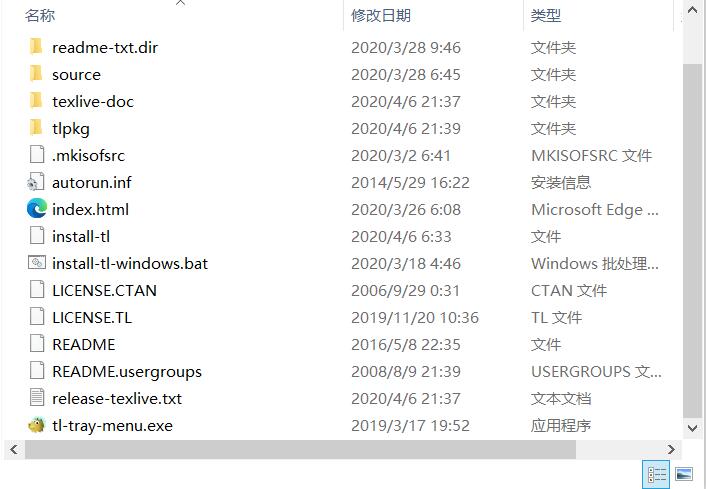 名称 修改日期 类型
readme-txt.dir 2020/3/28 9:46 文件夹
source 2020/3/28 6:45 文件夹
texlive-doc 2020/4/6 21:37 文件夹
tlpkg 2020/4/6 21:39 文件夹
.mkisofsrc 2020/3/2 6:41 MKISOFSRC 文件
autorun.inf 2014/5/29 16:22 安装信息
index.html 2020/3/26 6:08 Microsoft Edge ...
install-tl 2020/4/6 6:33 文件
install-tl-windows.bat 2020/3/18 4:46 Windows 批处理...
LICENSE.CTAN 2006/9/29 0:31 CTAN 文件
LICENSE.TL 2019/11/20 10:36 TL 文件
README 2016/5/8 22:35 文件
README.usergroups 2008/8/9 21:39 USERGROUPS 文...
release-texlive.txt 2020/4/6 21:37 文本文档
tl-tray-menu.exe 2019/3/17 19:52 应用程序